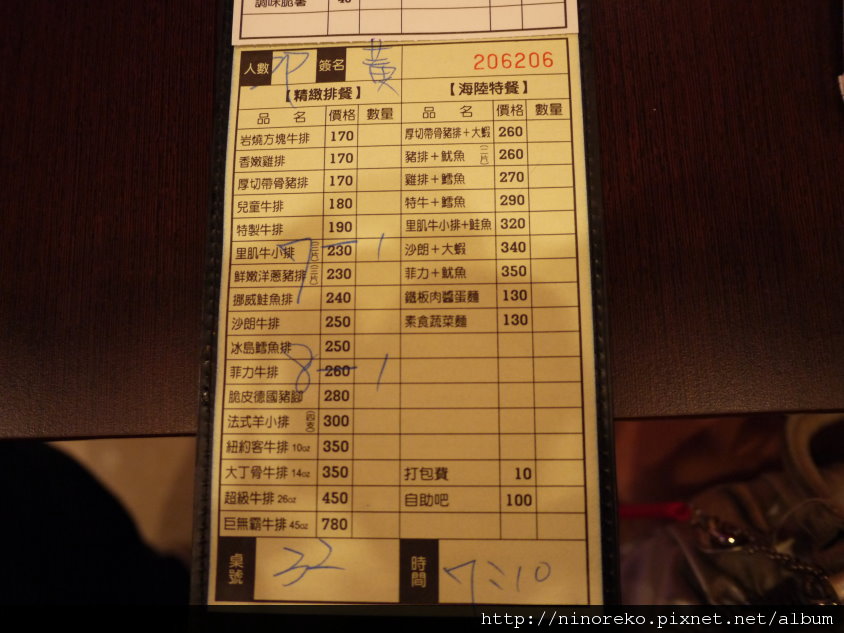 調味脆薯 40
人數 簽名 黃 206206
【精緻排餐】 【海陸特餐】
品 名 價格 數量 品 名 價格 數量
岩燒方塊牛排 170 厚切帶骨豬排+大蝦 260
香嫩雞排 170 豬排+魷魚 (二片) 260
厚切帶骨豬排 170 雞排+鱈魚 270
兒童牛排 180 特牛+鱈魚 290
特製牛排 190 里肌牛小排+鮭魚 320
里肌牛小排 (二片) 230 7 — 1 沙朗+大蝦 340
鮮嫩洋蔥豬排 (三片) 230 菲力+魷魚 350
挪威鮭魚排 240 鐵板肉醬蛋麵 130
沙朗牛排 250 素食蔬菜麵 130
冰島鱈魚排 250
菲力牛排 260 8 — 1
脆皮德國豬腳 280
法式羊小排 (四支) 300
紐約客牛排 10oz 350
大丁骨牛排 14oz 350 打包費 10
超級牛排 26oz 450 自助吧 100
巨無霸牛排 45oz 780
桌號 32 時間 7:10
http://ninoreko.pixnet.net/album